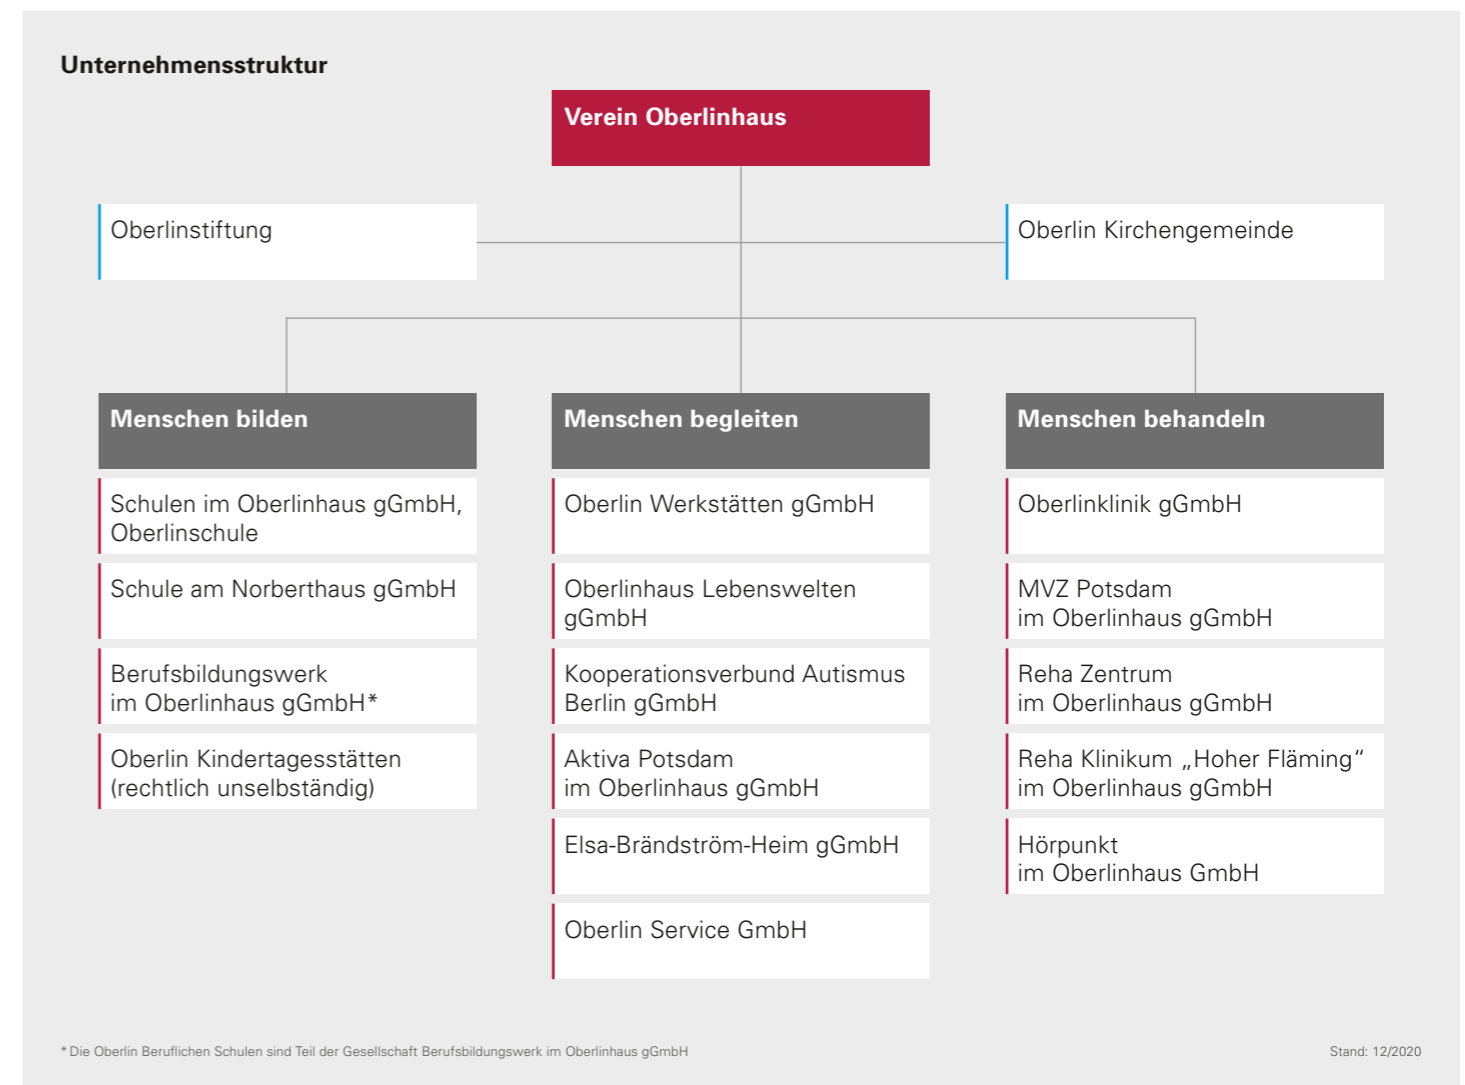 Unternehmensstruktur
Verein Oberlinhaus
Oberlinstiftung
Oberlin Kirchengemeinde
Menschen bilden
Schulen im Oberlinhaus gGmbH,
Oberlinschule
Schule am Norberthaus gGmbH
Berufsbildungswerk
im Oberlinhaus gGmbH*
Oberlin Kindertagesstätten
(rechtlich unselbständig)
Menschen begleiten
Oberlin Werkstätten gGmbH
Oberlinhaus Lebenswelten
gGmbH
Kooperationsverbund Autismus
Berlin gGmbH
Aktiva Potsdam
im Oberlinhaus gGmbH
Elsa-Brändström-Heim gGmbH
Oberlin Service GmbH
Menschen behandeln
Oberlinklinik gGmbH
MVZ Potsdam
im Oberlinhaus gGmbH
Reha Zentrum
im Oberlinhaus gGmbH
Reha Klinikum „Hoher Fläming“
im Oberlinhaus gGmbH
Hörpunkt
im Oberlinhaus GmbH
* Die Oberlin Beruflichen Schulen sind Teil der Gesellschaft Berufsbildungswerk im Oberlinhaus gGmbH
Stand: 12/2020